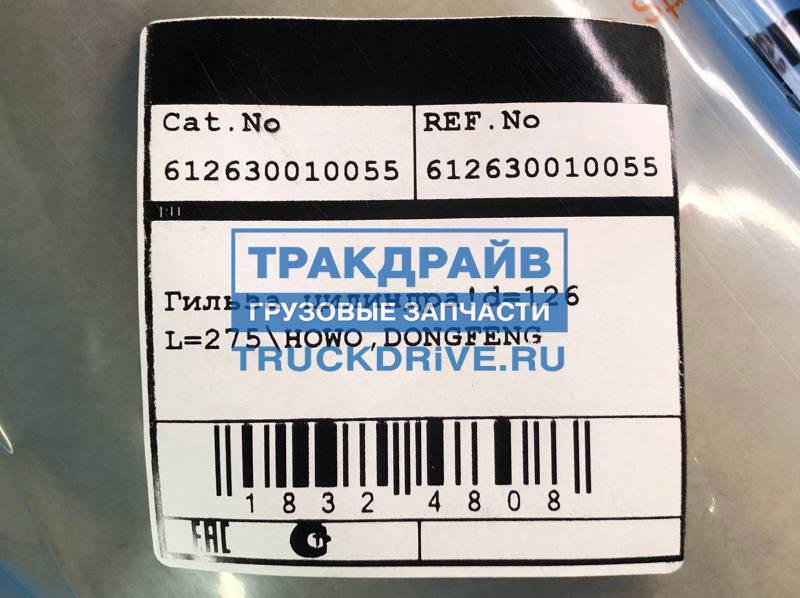 Cat.No
REF.No
612630010055
612630010055
ТРАКДРАЙВ
Гильза цилиндра!d=126
ГРУЗОВЫЕ ЗАПЧАСТИ
L=275\HOWO,DONGFENG
TRUCKDRiVE.RU
1832 4808
EAC